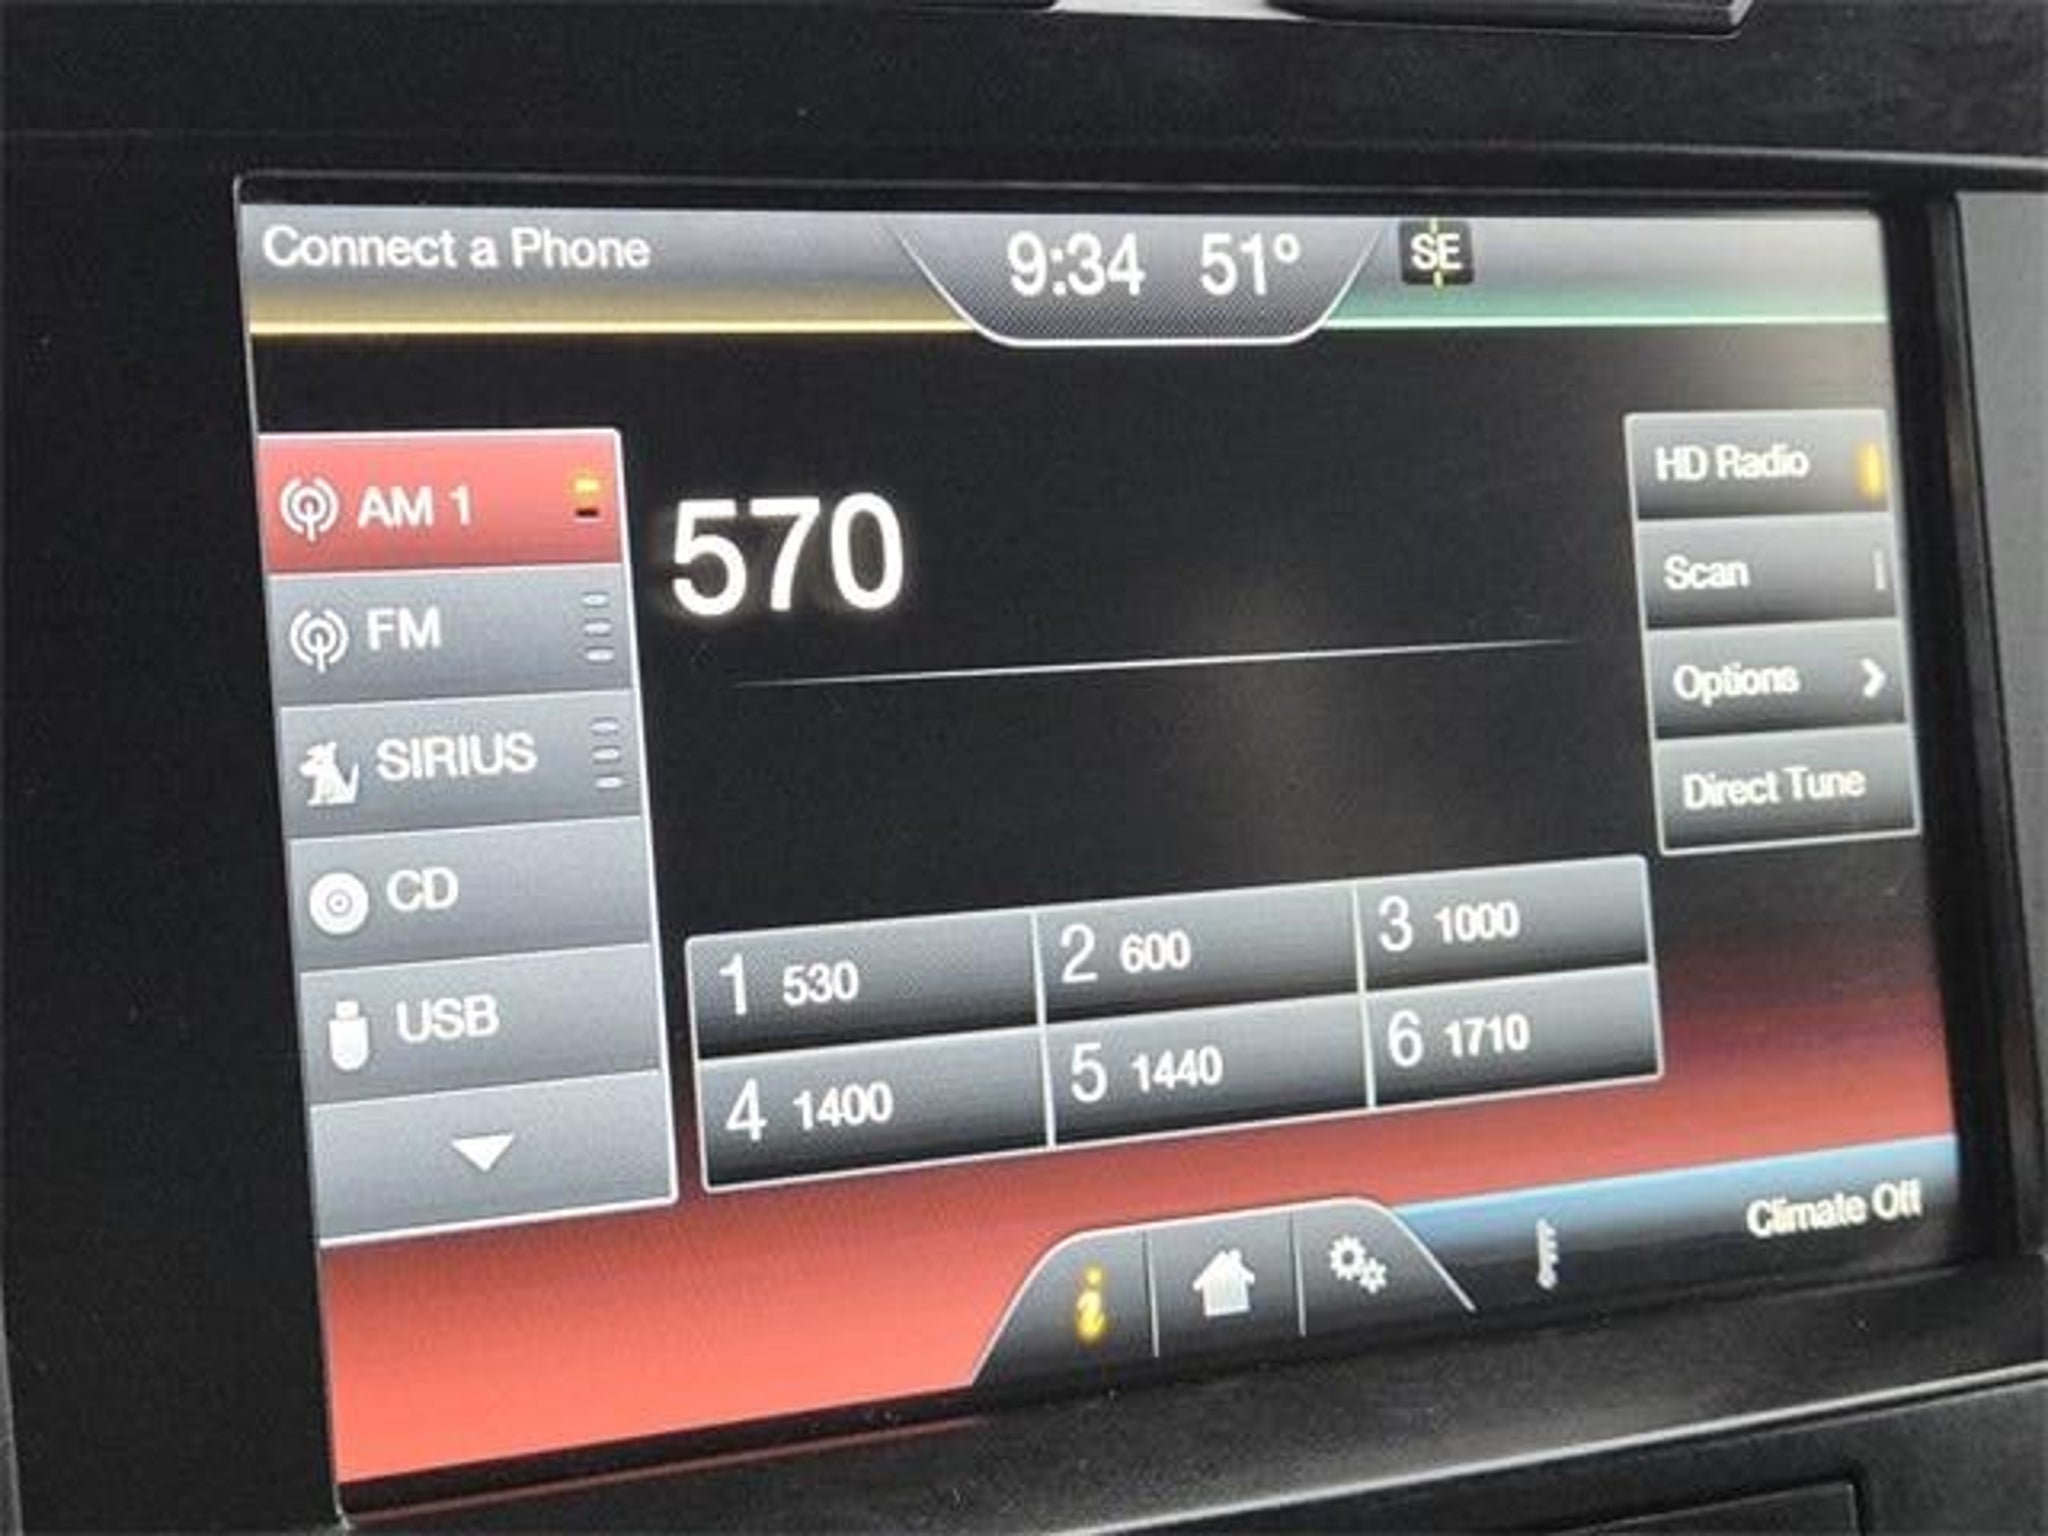 Connect a Phone
9:34 51°
SE
AM 1
FM
SIRIUS
CD
USB
570
HD Radio
Scan
Options
Direct Tune
1 530
2 600
3 1000
4 1400
5 1440
6 1710
i
Climate Off